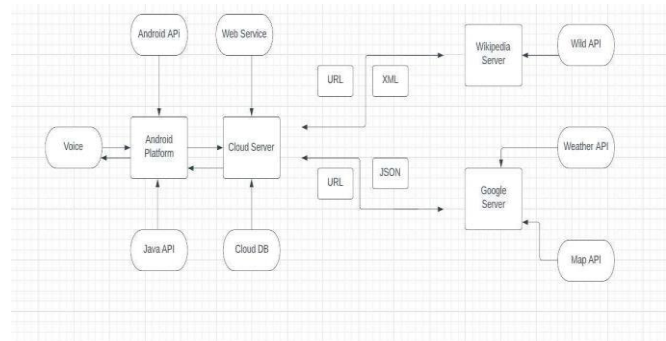 Android APi
Web Service
Wikipedia
Server
Wild API
URL
XML
Voice
Android
Platform
Cloud Server
Weather API
URL
JSON
Google
Server
Java API
Cloud DB
Map API